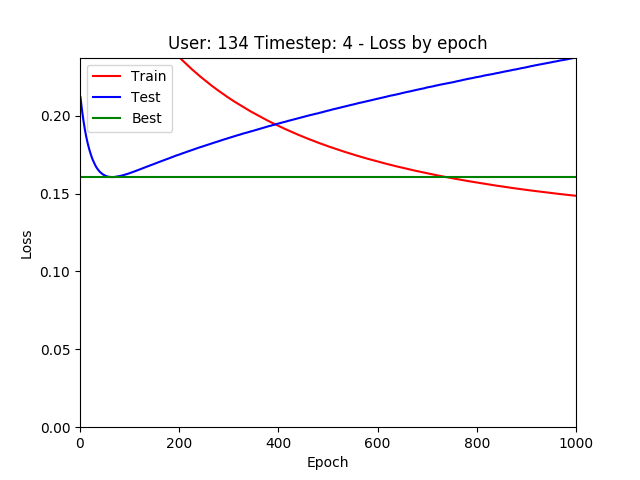 User: 134 Timestep: 4 - Loss by epoch
Train
Test
Best
0.20
0.15
0.10
0.05
0.00
Loss
0 200 400 600 800 1000
Epoch